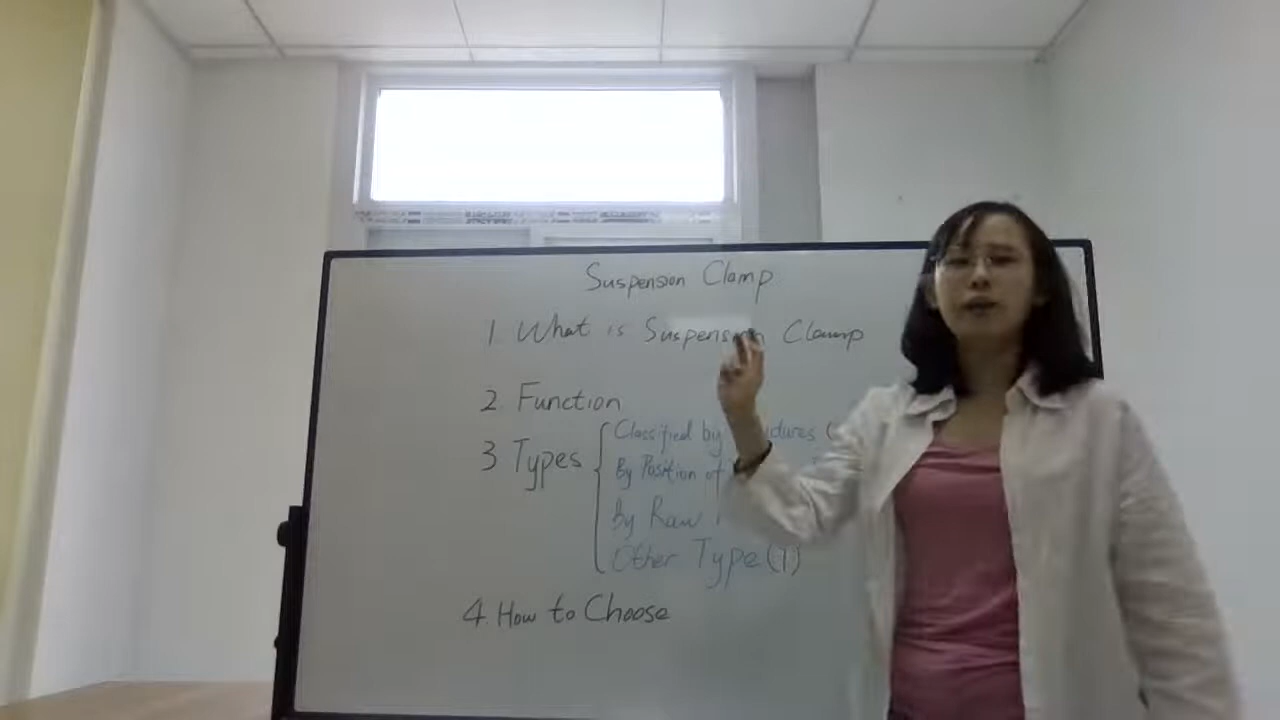 Suspension Clamp
1 What is Suspension Clamp
2 Function
3 Types
Classified by
By Position of
By Raw
Other Type (1)
4. How to Choose